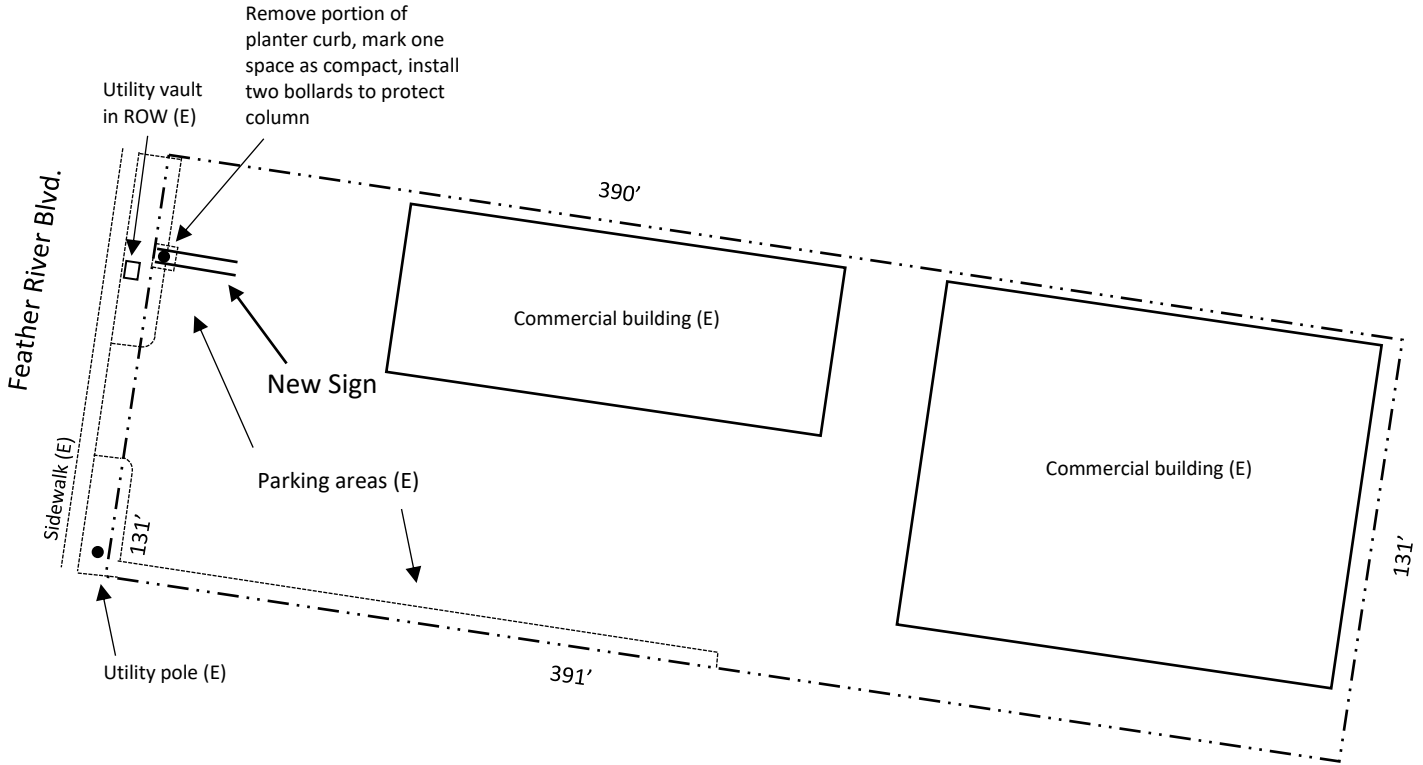 Remove portion of
planter curb, mark one
space as compact, install
two bollards to protect
column
Utility vault
in ROW (E)
Feather River Blvd.
390’
Commercial building (E)
New Sign
Commercial building (E)
Parking areas (E)
Sidewalk (E)
131’
131’
Utility pole (E)
391’